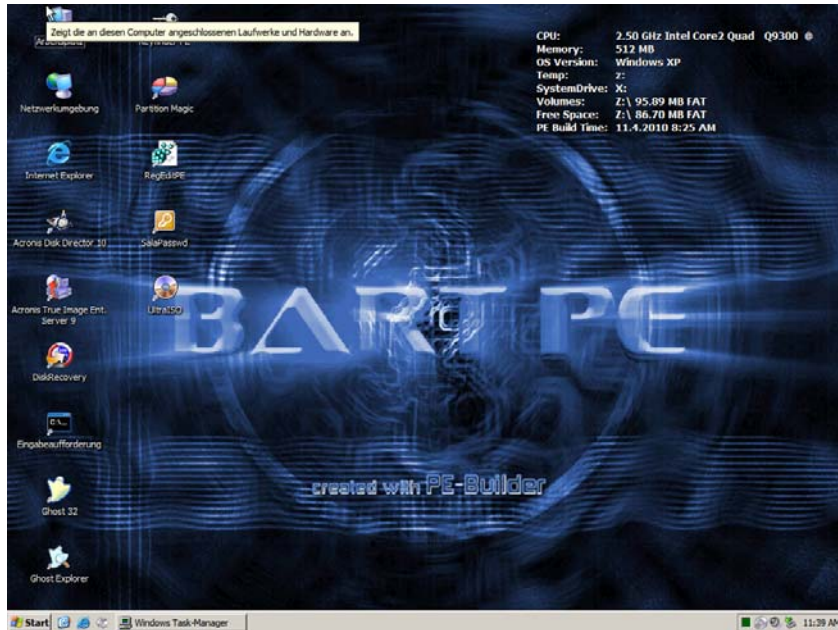 Zeigt die an diesen Computer angeschlossenen Laufwerke und Hardware an.
Netzwerkumgebung
Partition Magic
Internet Explorer
RegEditPE
Acronis Disk Director 10
SalaPasswd
Acronis True Image Ent.
Server 9
UltraISO
DiskRecovery
Eingabeaufforderung
Ghost 32
Ghost Explorer
CPU: 2.50 GHz Intel Core2 Quad Q9300 @
Memory: 512 MB
OS Version: Windows XP
Temp: z:
SystemDrive: X:
Volumes: Z:\ 95.89 MB FAT
Free Space: Z:\ 86.70 MB FAT
PE Build Time: 11.4.2010 8:25 AM
BART PE
created with PE-Builder
Start
Windows Task-Manager
11:39 AM